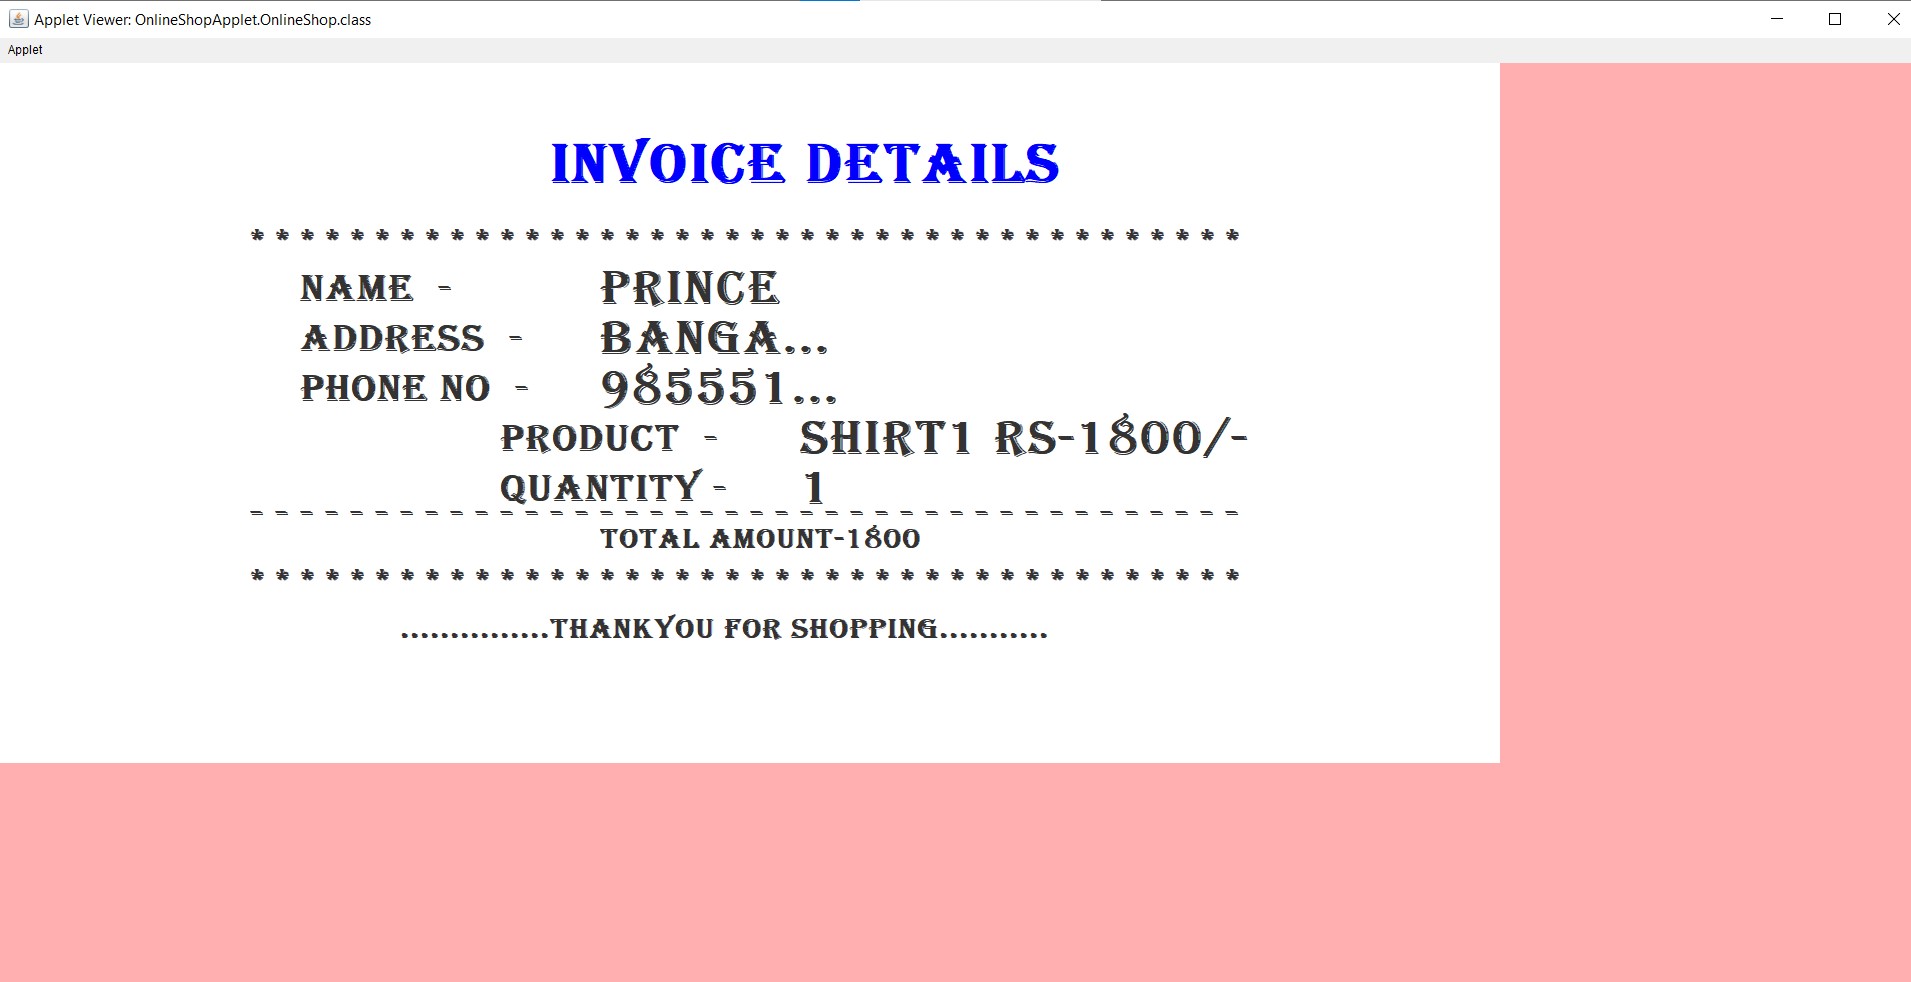 Applet Viewer: OnlineShopApplet.OnlineShop.class
Applet
INVOICE DETAILS
* * * * * * * * * * * * * * * * * * * * * * * * * * * * * * * * * * * * * * * *
NAME - PRINCE
ADDRESS - BANGA...
PHONE NO - 985551...
PRODUCT - SHIRT1 RS-1800/-
QUANTITY - 1
- - - - - - - - - - - - - - - - - - - - - - - - - - - - - - - - - - - - - - - -
TOTAL AMOUNT-1800
* * * * * * * * * * * * * * * * * * * * * * * * * * * * * * * * * * * * * * * *
...............THANKYOU FOR SHOPPING...........